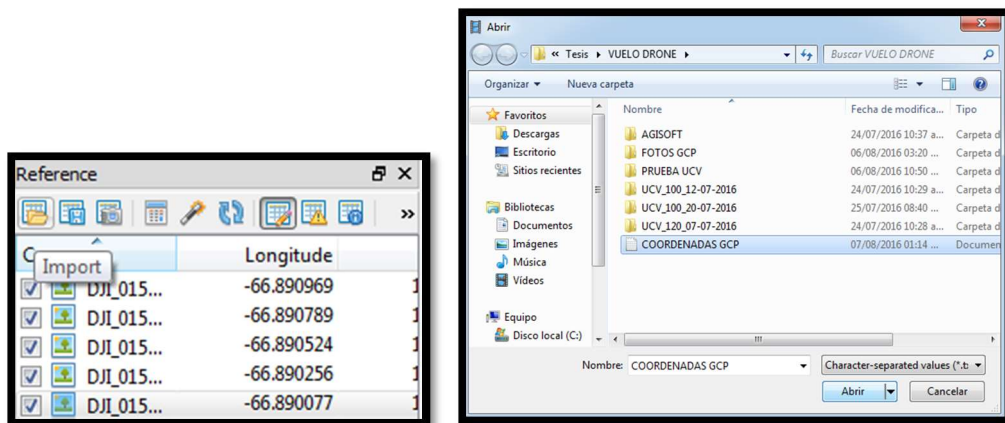 Reference
»
C
Import
Longitude
DJI_015... -66.890969 1
DJI_015... -66.890789 1
DJI_015... -66.890524 1
DJI_015... -66.890256 1
DJI_015... -66.890077 1
Abrir
« Tesis VUELO DRONE
Buscar VUELO DRONE
Organizar Nueva carpeta
Favoritos
Descargas
Escritorio
Sitios recientes
Bibliotecas
Documentos
Imágenes
Música
Vídeos
Equipo
Disco local (C:)
Nombre Fecha de modifica... Tipo
AGISOFT 24/07/2016 10:37 a... Carpeta d
FOTOS GCP 06/08/2016 03:20 ... Carpeta d
PRUEBA UCV 06/08/2016 10:50 ... Carpeta d
UCV_100_12-07-2016 24/07/2016 10:29 a... Carpeta d
UCV_100_20-07-2016 25/07/2016 08:40 ... Carpeta d
UCV_120_07-07-2016 24/07/2016 10:28 a... Carpeta d
COORDENADAS GCP 07/08/2016 01:14 ... Documen
Nombre: COORDENADAS GCP Character-separated values (*.t
Abrir Cancelar